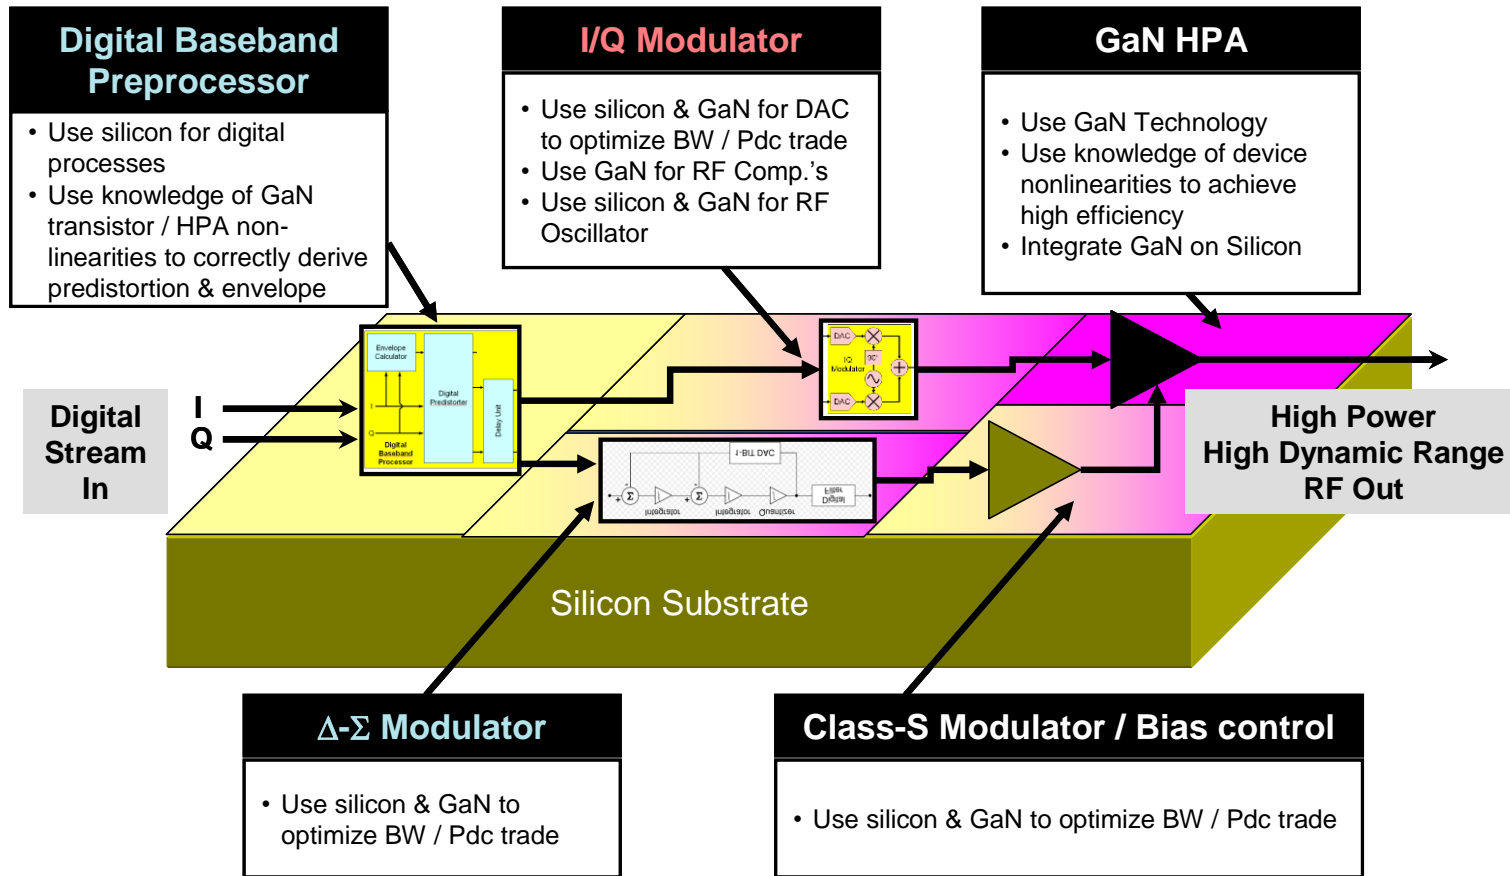 Digital Baseband
Preprocessor
• Use silicon for digital
processes
• Use knowledge of GaN
transistor / HPA non-
linearities to correctly derive
predistortion & envelope
I/Q Modulator
• Use silicon & GaN for DAC
to optimize BW / Pdc trade
• Use GaN for RF Comp.'s
• Use silicon & GaN for RF
Oscillator
GaN HPA
• Use GaN Technology
• Use knowledge of device
nonlinearities to achieve
high efficiency
• Integrate GaN on Silicon
Digital
Stream
In
I
Q
Envelope
Calculator
I
Q
Digital
Predistorter
Delay Unit
Digital
Baseband
Processor
DAC
I/Q
Modulator
DAC
1-BIT DAC
Σ
Σ
Integrator
Integrator
Quantizer
Digital
Filter
High Power
High Dynamic Range
RF Out
Silicon Substrate
Δ-Σ Modulator
• Use silicon & GaN to
optimize BW / Pdc trade
Class-S Modulator / Bias control
• Use silicon & GaN to optimize BW / Pdc trade